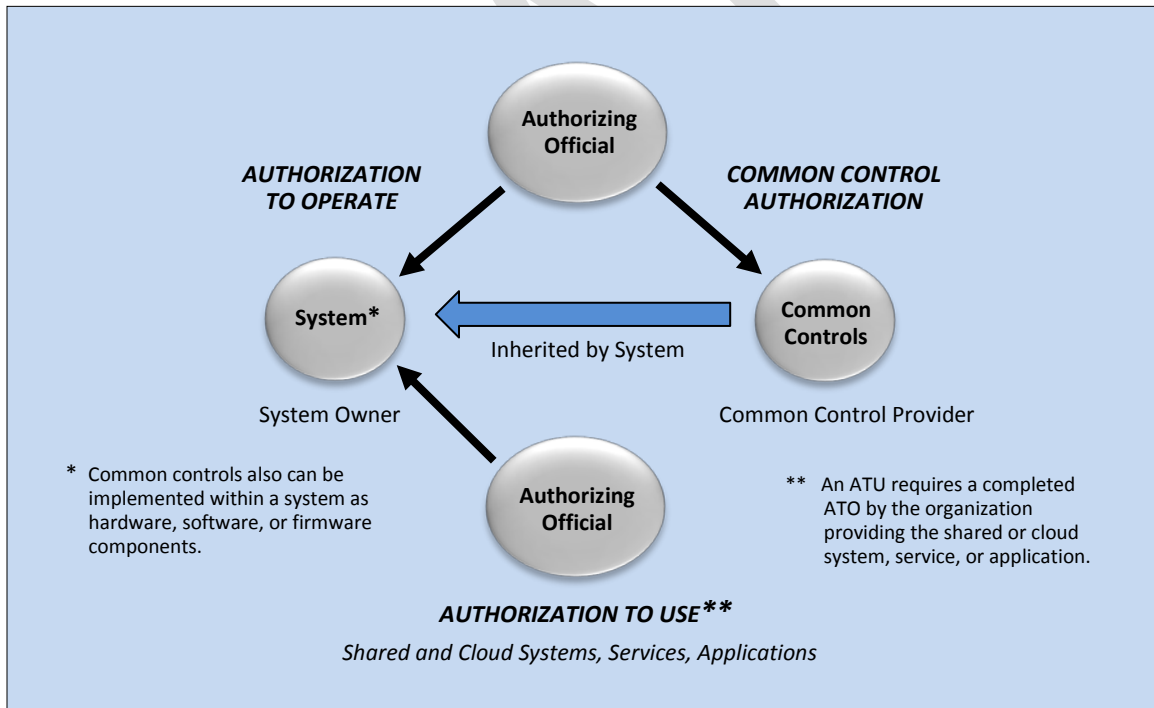 Authorizing
Official
AUTHORIZATION
TO OPERATE
COMMON CONTROL
AUTHORIZATION
System*
Common
Controls
Inherited by System
System Owner
Common Control Provider
* Common controls also can be
implemented within a system as
hardware, software, or firmware
components.
Authorizing
Official
** An ATU requires a completed
ATO by the organization
providing the shared or cloud
system, service, or application.
AUTHORIZATION TO USE**
Shared and Cloud Systems, Services, Applications